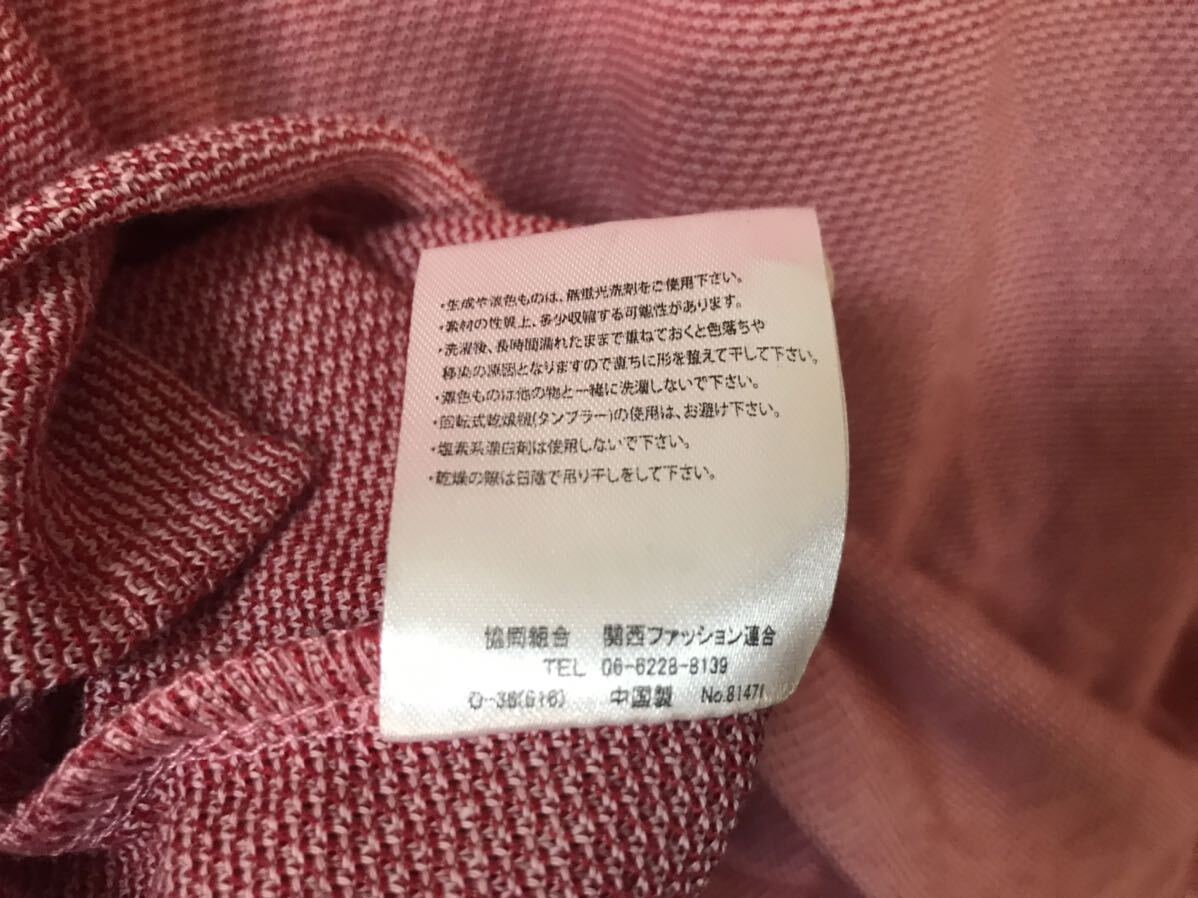 ・生成や淡色ものは、無蛍光洗剤をご使用下さい。
・素材の性質上、多少収縮する可能性があります。
・洗濯後、長時間濡れたままで重ねておくと色落ちや
移染の原因となりますので直ちに形を整えて干して下さい。
・濃色ものは他の物と一緒に洗濯しないで下さい。
・回転式乾燥機(タンブラー)の使用は、お避け下さい。
・塩素系漂白剤は使用しないで下さい。
・乾燥の際は日陰で吊り干しをして下さい。
協同組合 関西ファッション連合
TEL 06-6228-8139
中国製 No.81471